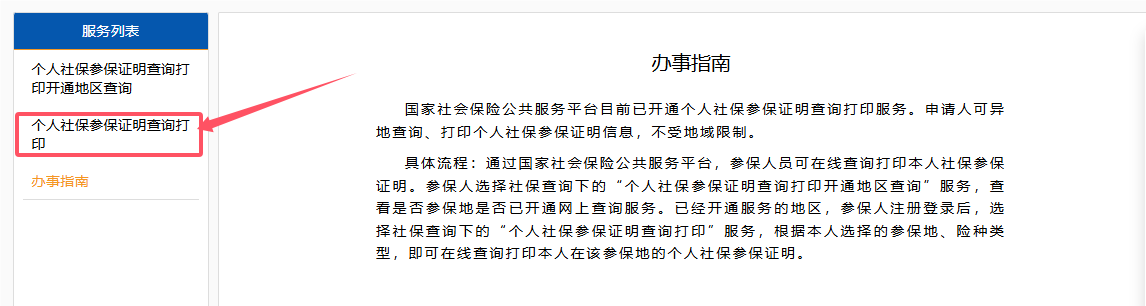 服务列表
个人社保参保证明查询打
印开通地区查询
个人社保参保证明查询打
印
办事指南
办事指南
国家社会保险公共服务平台目前已开通个人社保参保证明查询打印服务。申请人可异
地查询、打印个人社保参保证明信息，不受地域限制。
具体流程：通过国家社会保险公共服务平台，参保人员可在线查询打印本人社保参保
证明。参保人选择社保查询下的“个人社保参保证明查询打印开通地区查询”服务，查
看是否参保地是否已开通网上查询服务。已经开通服务的地区，参保人注册登录后，选
择社保查询下的“个人社保参保证明查询打印”服务，根据本人选择的参保地、险种类
型，即可在线查询打印本人在该参保地的个人社保参保证明。